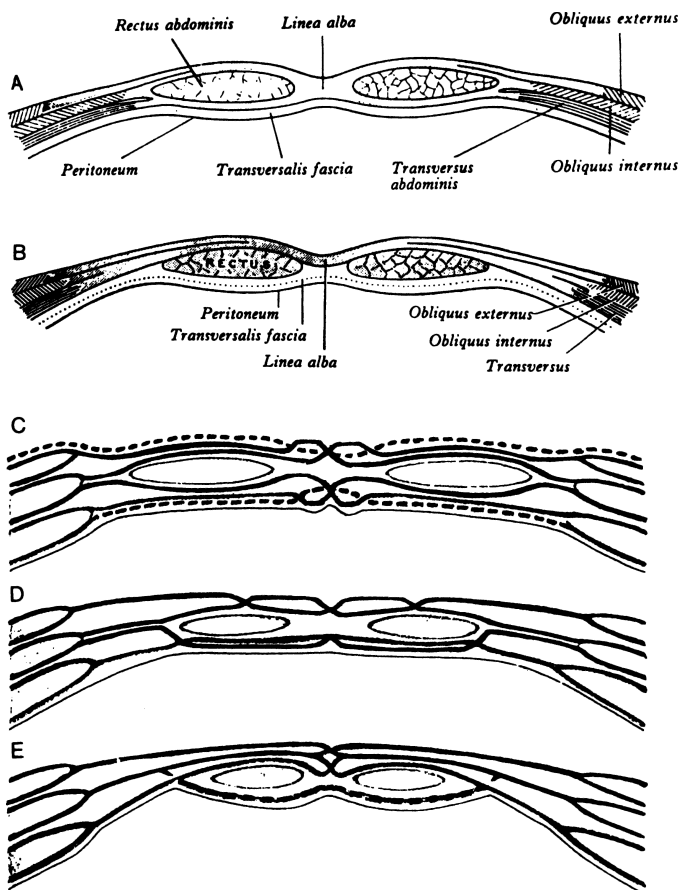 Rectus abdominis
Linea alba
Obliquus externus
A
Peritoneum
Transversalis fascia
Transversus
abdominis
Obliquus internus
B
RECTUS
Peritoneum
Transversalis fascia
Linea alba
Obliquus externus
Obliquus internus
Transversus
C
D
E